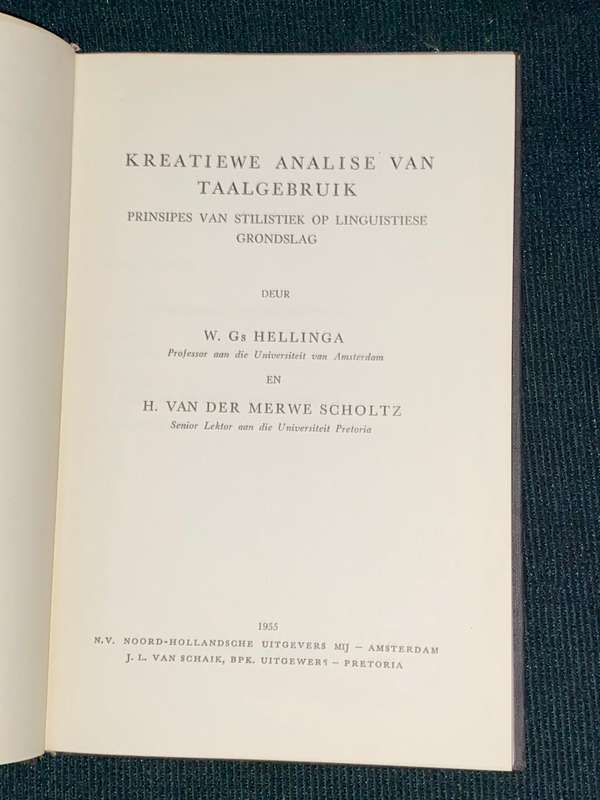 KREATIEWE ANALISE VAN
TAALGEBRUIK
PRINSIPES VAN STILISTIEK OP LINGUISTIESE
GRONDSLAG
DEUR
W. Gs HELLINGA
Professor aan die Universiteit van Amsterdam
EN
H. VAN DER MERWE SCHOLTZ
Senior Lektor aan die Universiteit Pretoria
1955
N.V. NOORD-HOLLANDSCHE UITGEVERS MIJ – AMSTERDAM
J. L. VAN SCHAIK, BPK. UITGEWERS – PRETORIA